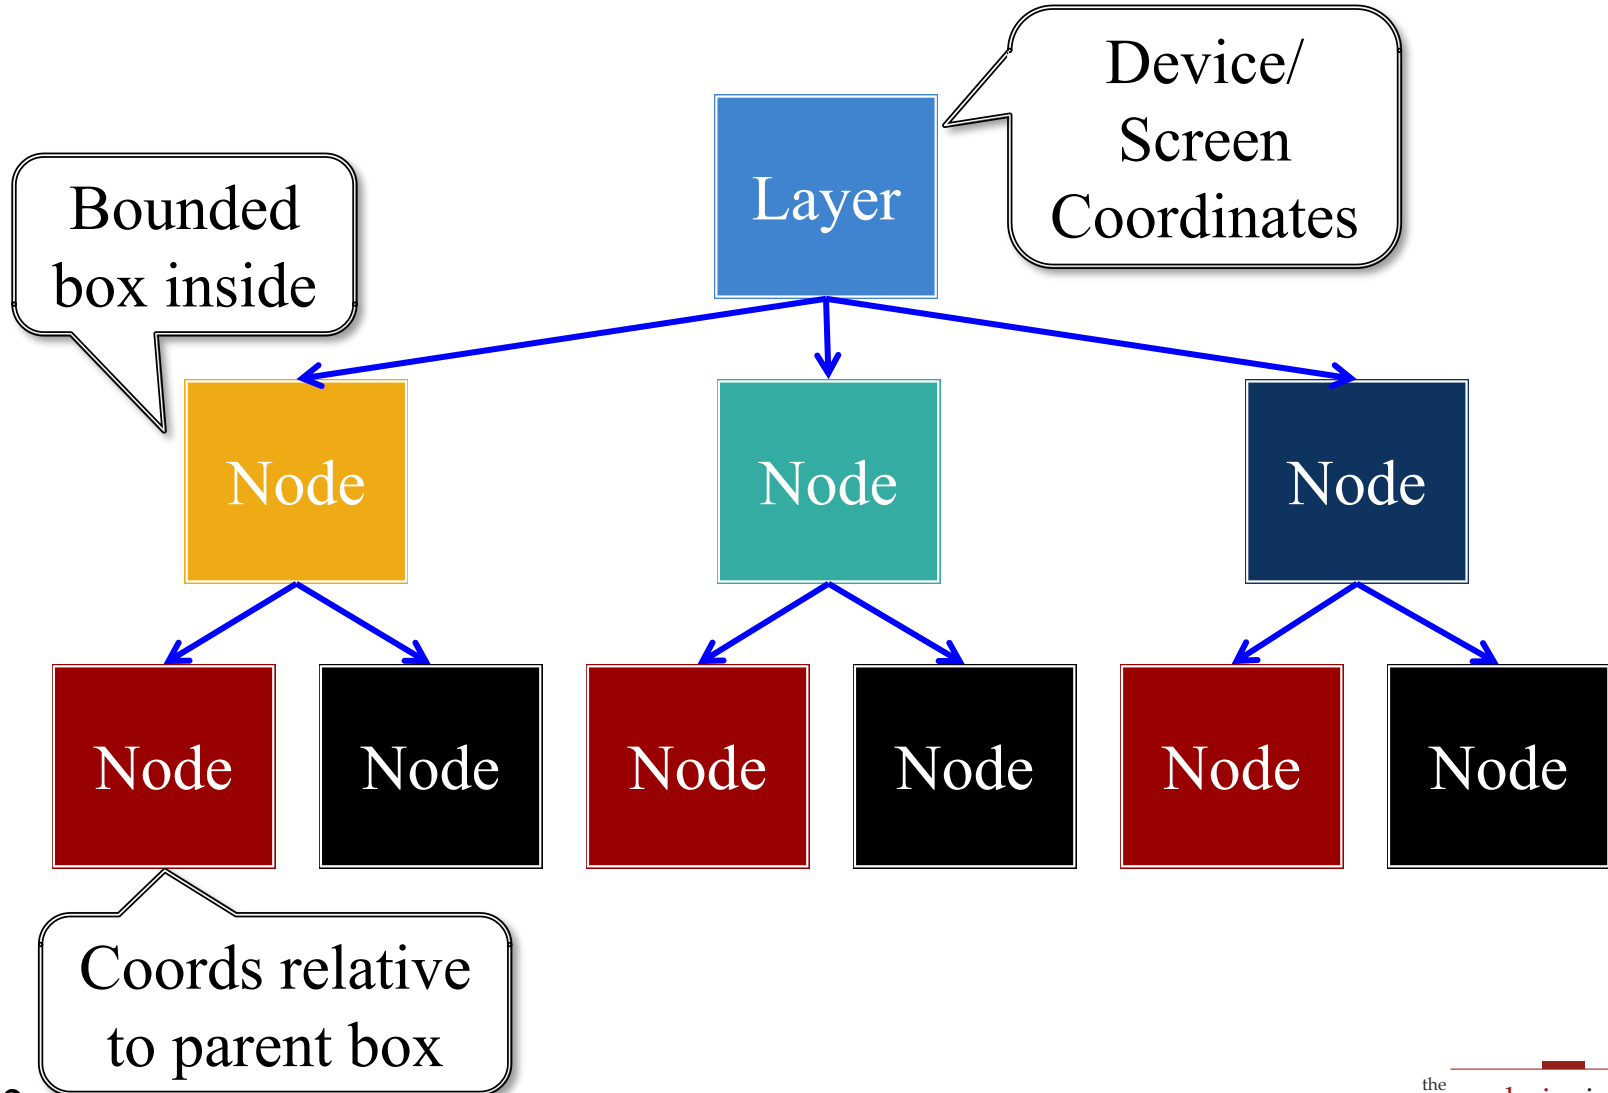 Device/
Screen
Coordinates
Layer
Bounded
box inside
Node
Node
Node
Node
Node
Node
Node
Node
Node
Coords relative
to parent box
the